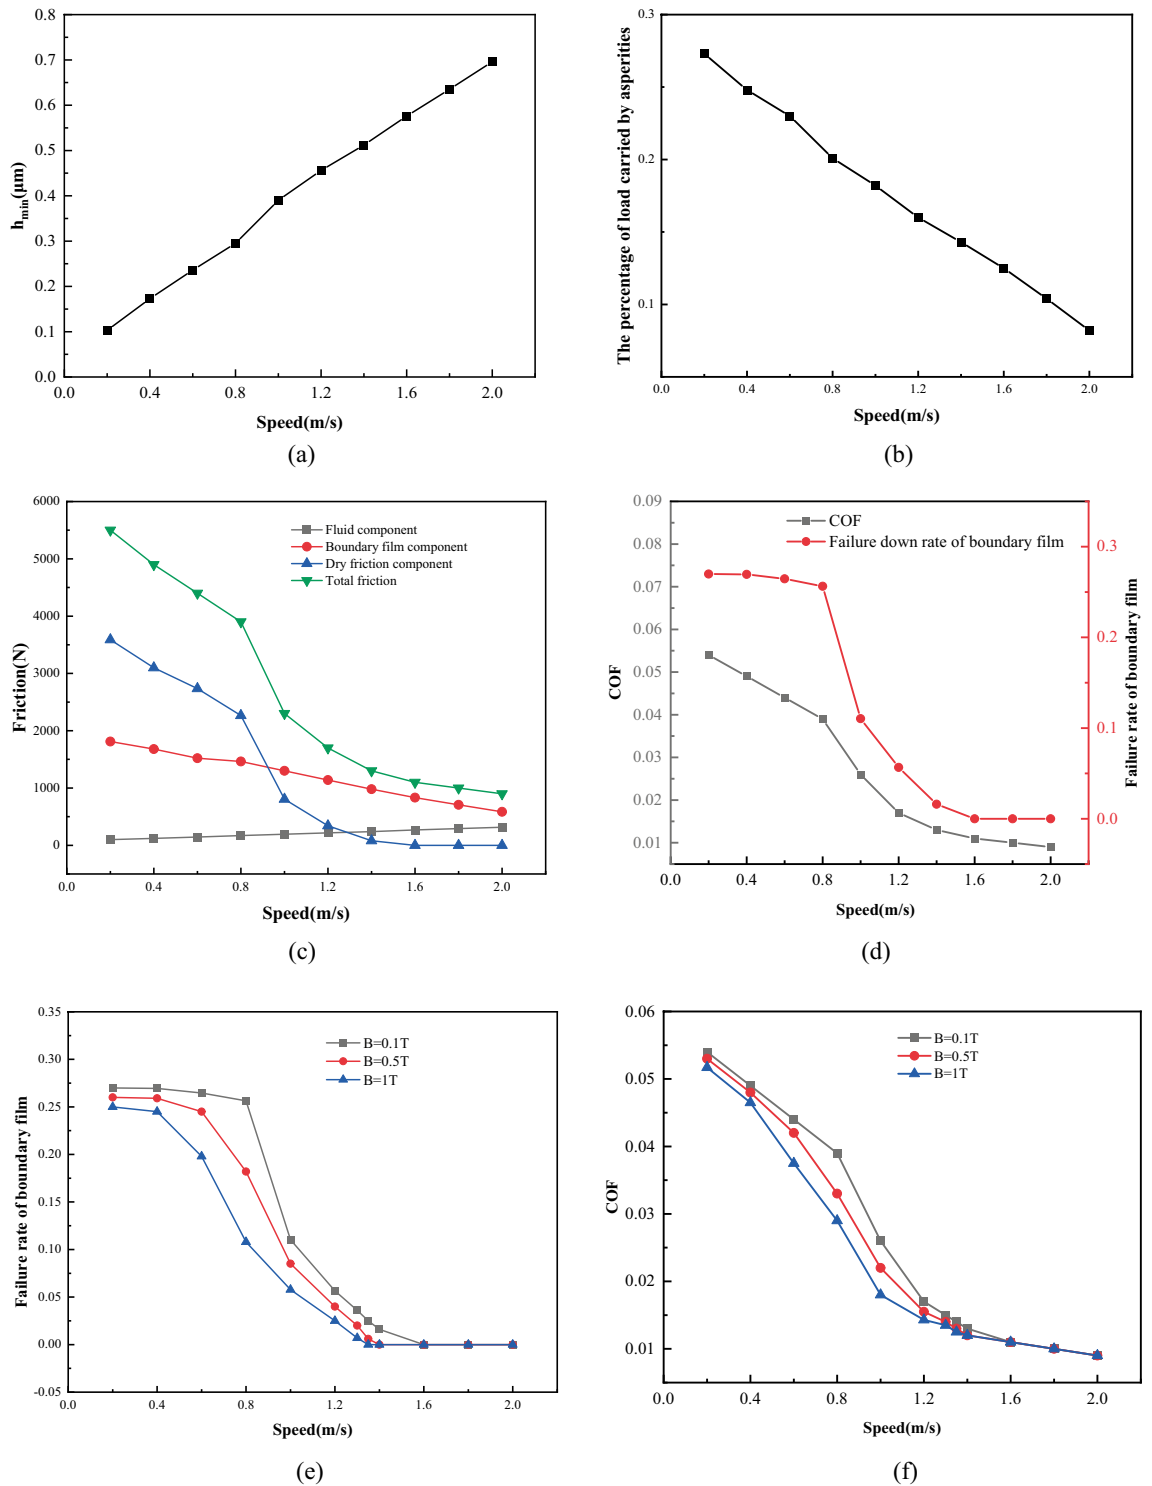 0.8
0.7
0.6
0.5
0.4
0.3
0.2
0.1
0.0
h_min(μm)
0.0 0.4 0.8 1.2 1.6 2.0
Speed(m/s)
(a)
0.3
0.2
0.1
The percentage of load carried by asperities
0.0 0.4 0.8 1.2 1.6 2.0
Speed(m/s)
(b)
6000
5000
4000
3000
2000
1000
0
Friction(N)
Fluid component
Boundary film component
Dry friction component
Total friction
0.0 0.4 0.8 1.2 1.6 2.0
Speed(m/s)
(c)
0.09
0.08
0.07
0.06
0.05
0.04
0.03
0.02
0.01
COF
COF
Failure down rate of boundary film
0.3
0.2
0.1
0.0
Failure rate of boundary film
0.0 0.4 0.8 1.2 1.6 2.0
Speed(m/s)
(d)
0.35
0.30
0.25
0.20
0.15
0.10
0.05
0.00
-0.05
Failure rate of boundary film
B=0.1T
B=0.5T
B=1T
0.0 0.4 0.8 1.2 1.6 2.0
Speed(m/s)
(e)
0.06
0.05
0.04
0.03
0.02
0.01
COF
B=0.1T
B=0.5T
B=1T
0.0 0.4 0.8 1.2 1.6 2.0
Speed(m/s)
(f)